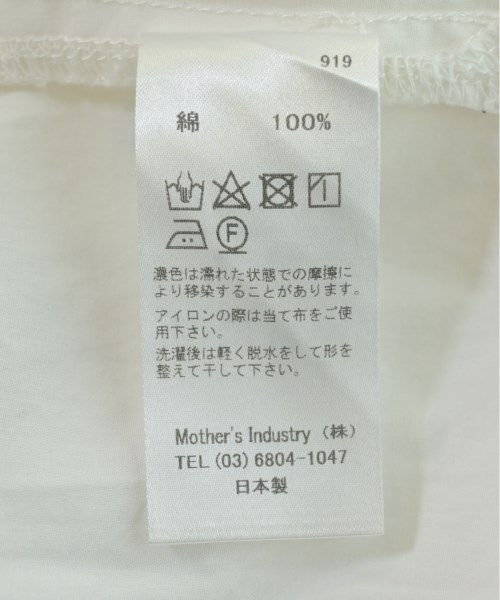 919
綿 100%
F
濃色は濡れた状態での摩擦に
より移染することがあります。
アイロンの際は当て布をご使
用下さい。
洗濯後は軽く脱水をして形を
整えて干して下さい。
Mother's Industry (株)
TEL (03) 6804-1047
日本製